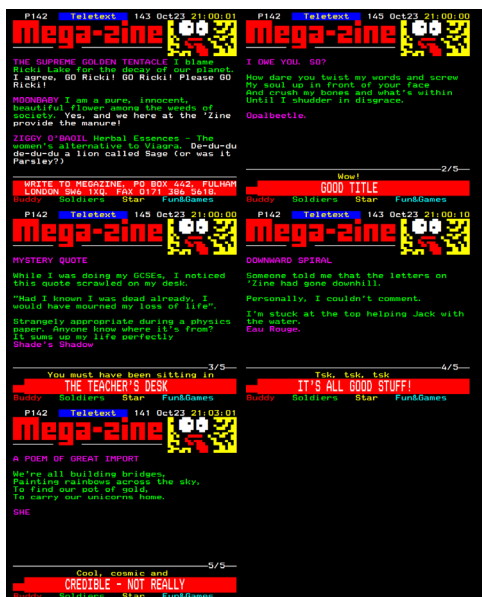 P142 Teletext 143 Oct23 21:00:01
Mega-zine
THE SUPREME GOLDEN TENTACLE I blame
Ricki Lake for the decay of our planet.
I agree, GO Ricki! GO Ricki! Please GO
Ricki!
MOONBABY I am a pure, innocent,
beautiful flower among the weeds of
society. Yes, and we here at the 'Zine
provide the manure!
ZIGGY O'BAGIL Herbal Essences - The
women's alternative to Viagra. De-du-du
de-du-du a lion called Sage (or was it
Parsley?)
WRITE TO MEGAZINE, PO BOX 442, FULHAM
LONDON SW6 1XQ. FAX 0171 386 5618.
Buddy Soldiers Star Fun&Games
P142 Teletext 145 Oct23 21:00:00
Mega-zine
I OWE YOU. SO?
How dare you twist my words and screw
My soul up in front of your face
And crush my bones and what's within
Until I shudder in disgrace.
Opalbeetle.
2/5
Wow!
GOOD TITLE
Buddy Soldiers Star Fun&Games
P142 Teletext 145 Oct23 21:00:00
Mega-zine
MYSTERY QUOTE
While I was doing my GCSEs, I noticed
this quote scrawled on my desk.
"Had I known I was dead already, I
would have mourned my loss of life".
Strangely appropriate during a physics
paper. Anyone know where it's from?
It sums up my life perfectly
Shade's Shadow
3/5
You must have been sitting in
THE TEACHER'S DESK
Buddy Soldiers Star Fun&Games
P142 Teletext 143 Oct23 21:00:10
Mega-zine
DOWNWARD SPIRAL
Someone told me that the letters on
'Zine had gone downhill.
Personally, I couldn't comment.
I'm stuck at the top helping Jack with
the water.
Eau Rouge.
4/5
Tsk, tsk, tsk
IT'S ALL GOOD STUFF!
Buddy Soldiers Star Fun&Games
P142 Teletext 141 Oct23 21:03:01
Mega-zine
A POEM OF GREAT IMPORT
We're all building bridges,
Painting rainbows across the sky,
To find our pot of gold,
To carry our unicorns home.
SHE
5/5
Cool, cosmic and
CREDIBLE - NOT REALLY
Buddy Soldiers Star Fun&Games